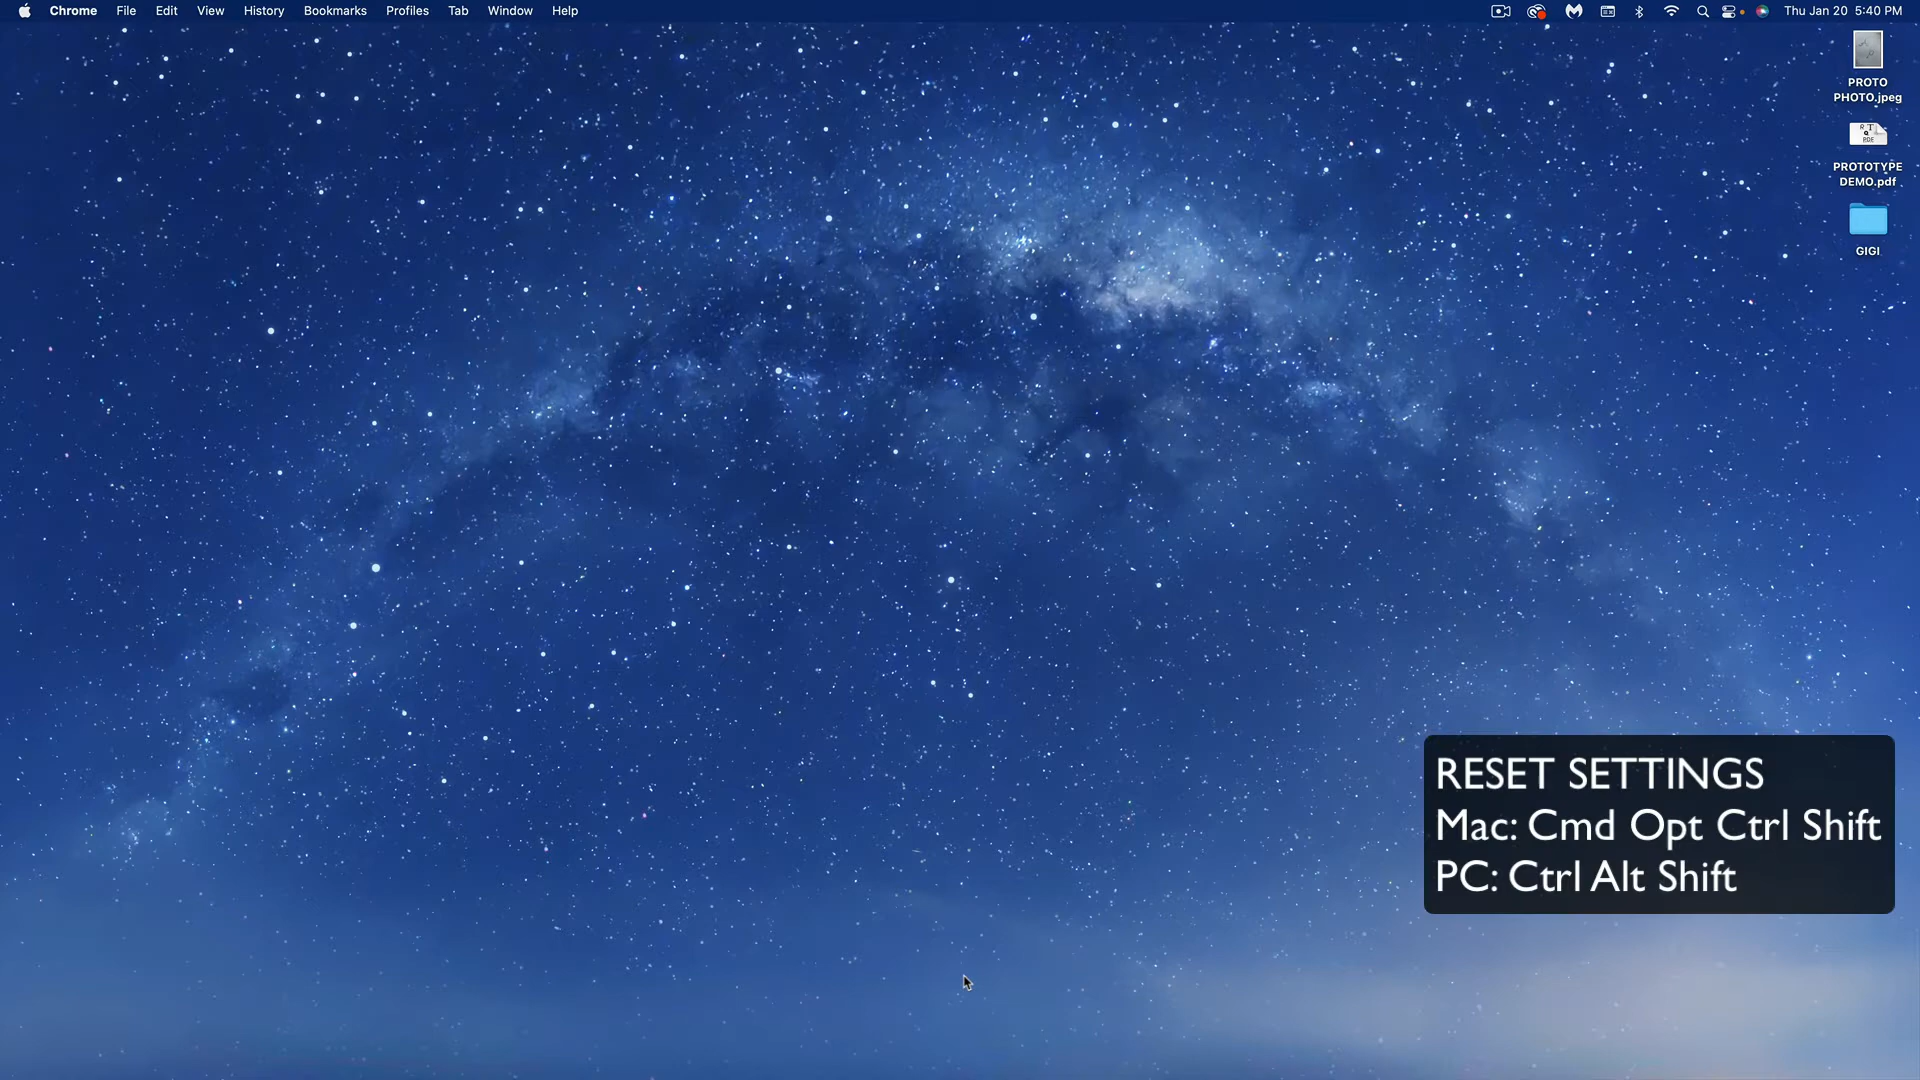 Chrome File Edit View History Bookmarks Profiles Tab Window Help Thu Jan 20 5:40 PM
PROTO
PHOTO.jpeg
PDF
PROTOTYPE
DEMO.pdf
GIGI
RESET SETTINGS
Mac: Cmd Opt Ctrl Shift
PC: Ctrl Alt Shift